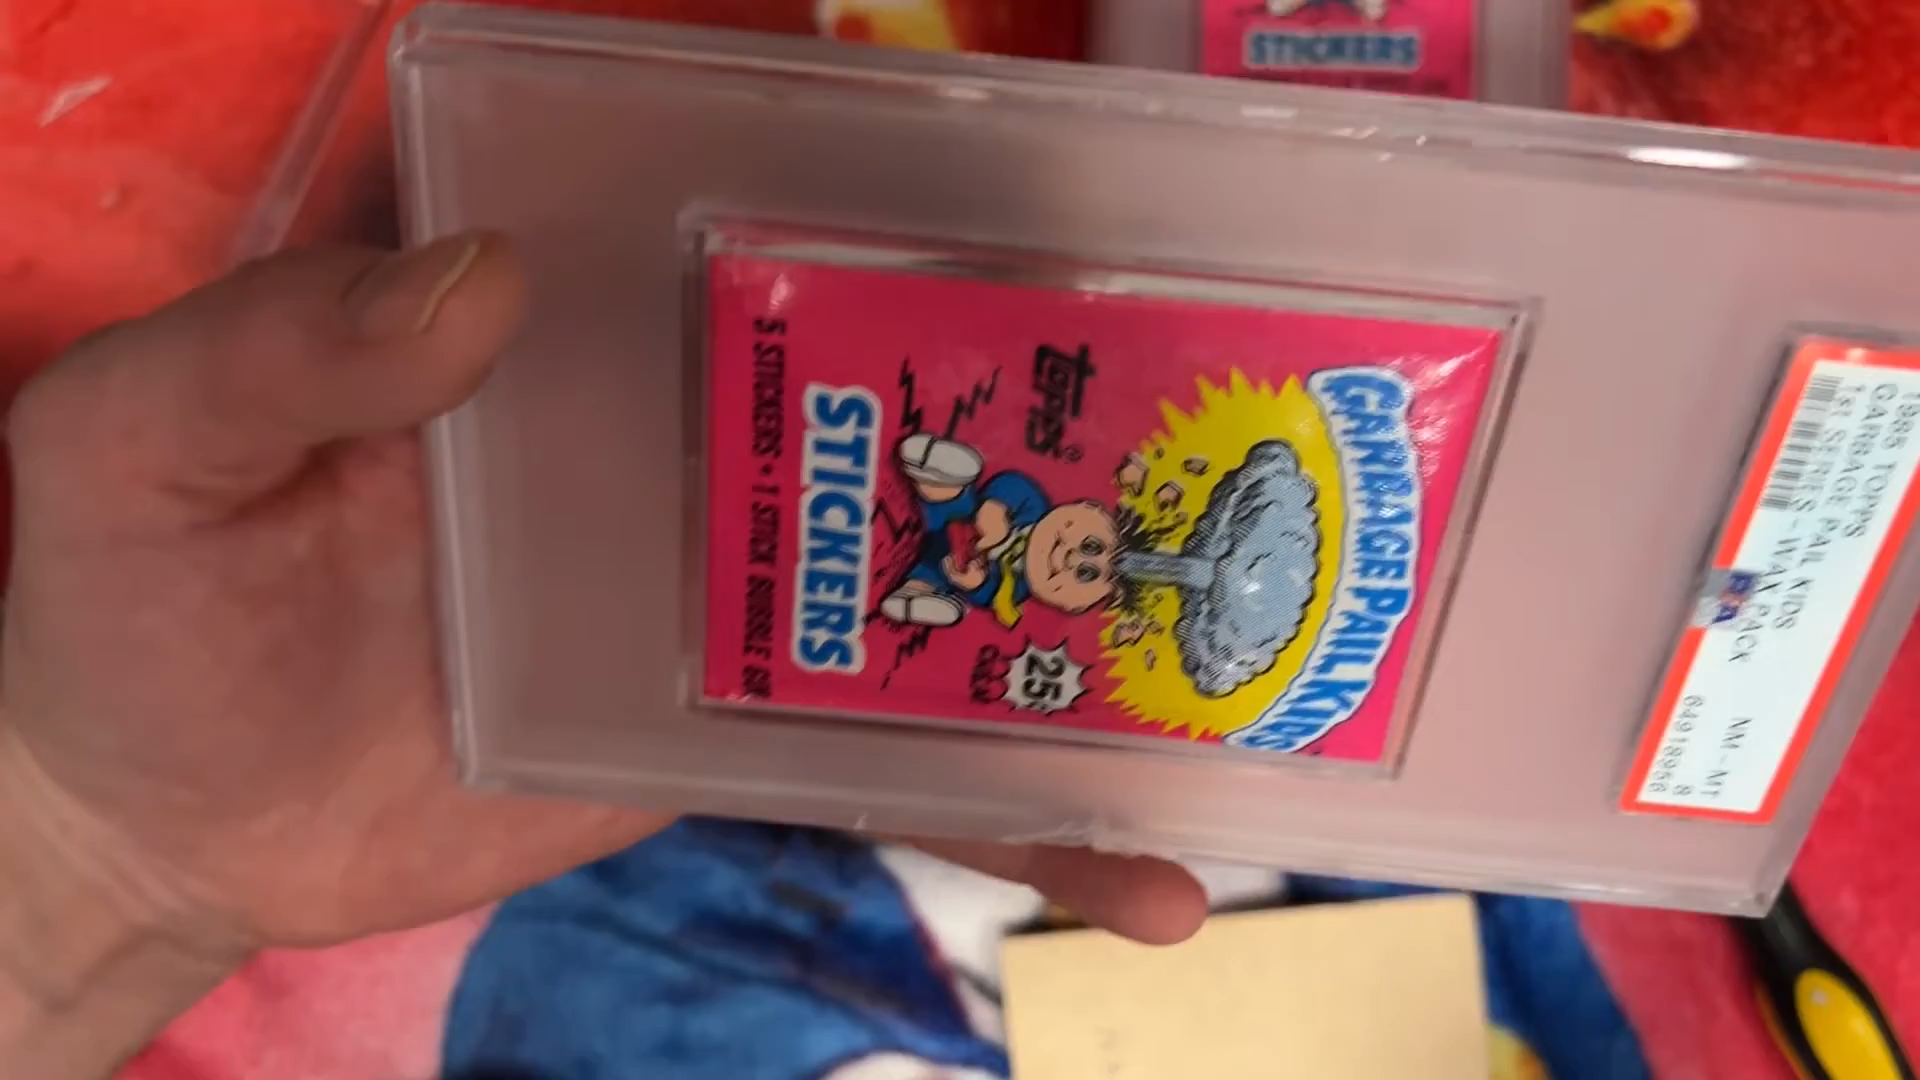 1985 TOPPS
GARBAGE PAIL KIDS
1st SERIES-WAX PACK
NM-MT
8
PSA
64918956
GARBAGE PAIL KIDS
topps®
25¢
STICKERS
5 STICKERS • 1 STICK BUBBLE GUM
STICKERS